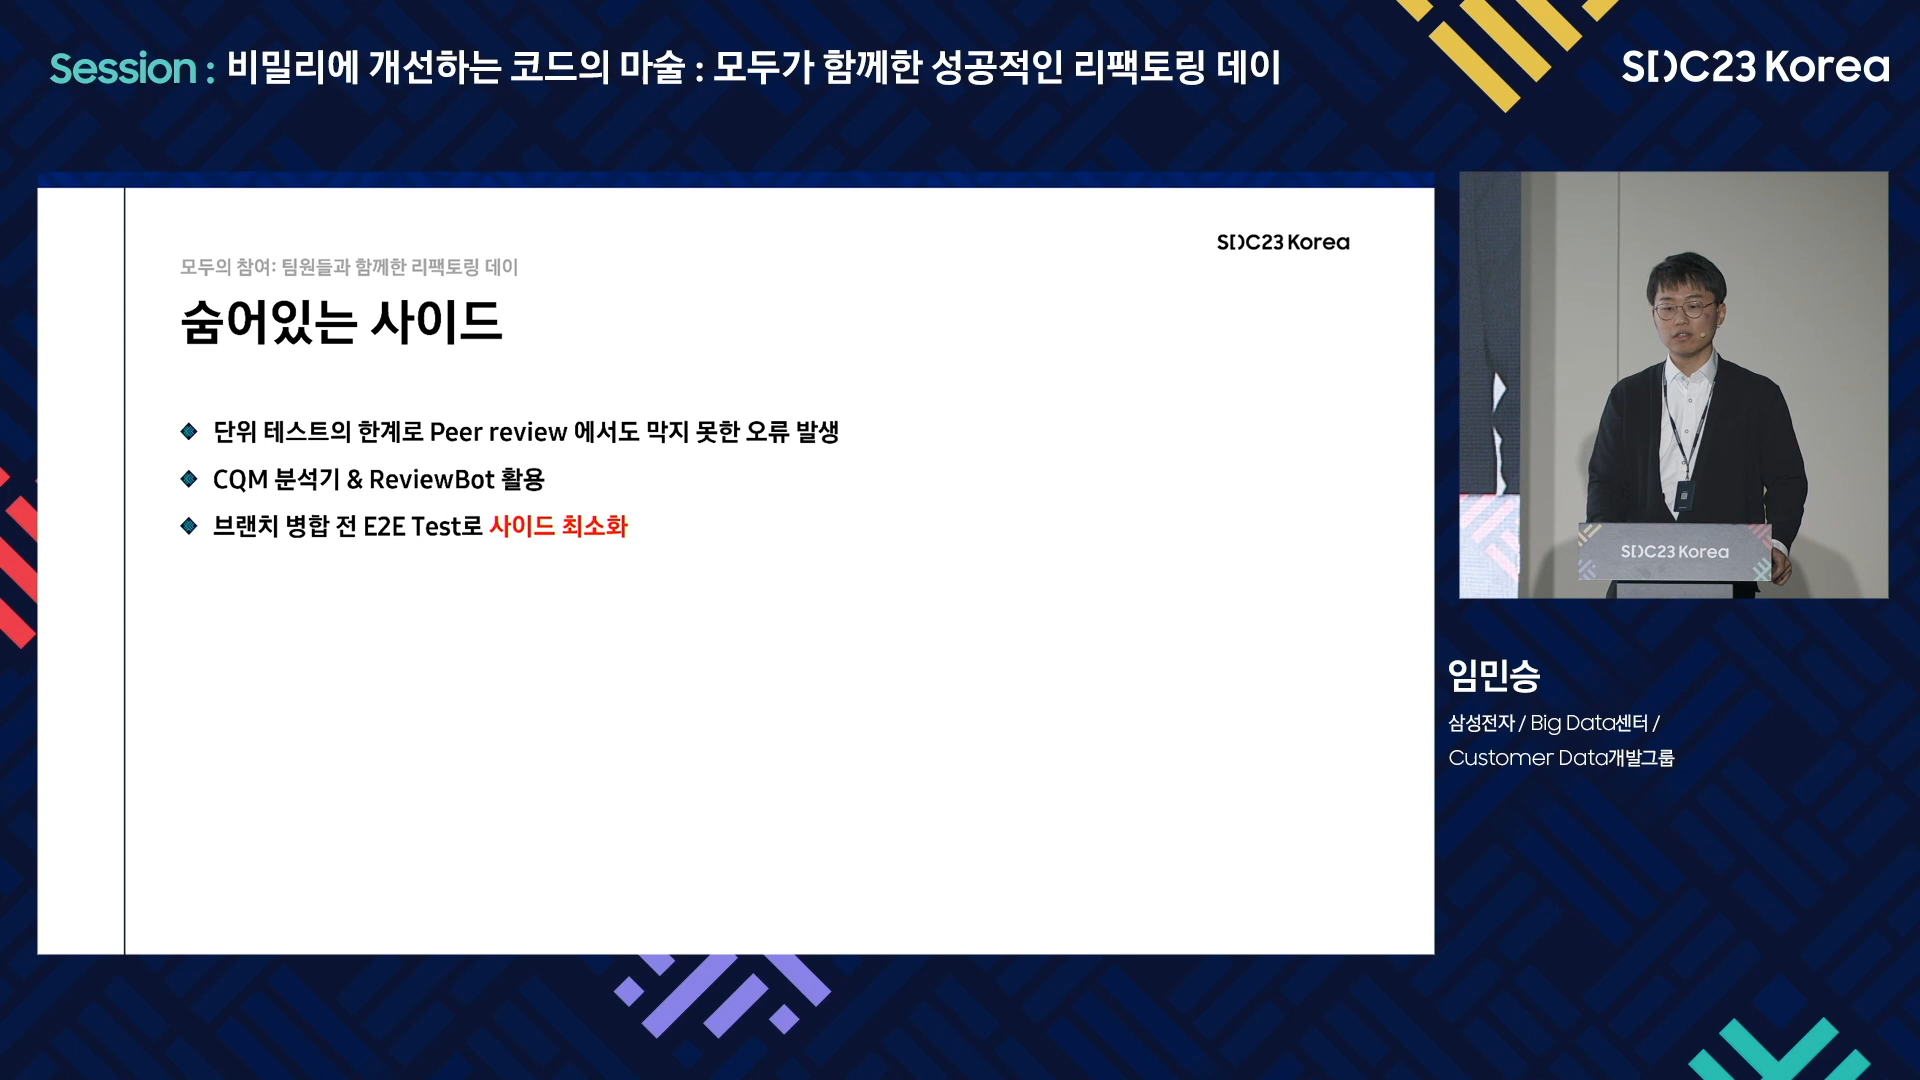 Session : 비밀리에 개선하는 코드의 마술 : 모두가 함께한 성공적인 리팩토링 데이
SDC23 Korea
SDC23 Korea
모두의 참여: 팀원들과 함께한 리팩토링 데이
숨어있는 사이드
단위 테스트의 한계로 Peer review 에서도 막지 못한 오류 발생
CQM 분석기 & ReviewBot 활용
브랜치 병합 전 E2E Test로 사이드 최소화
SDC23 Korea
임민승
삼성전자 / Big Data센터 /
Customer Data개발그룹